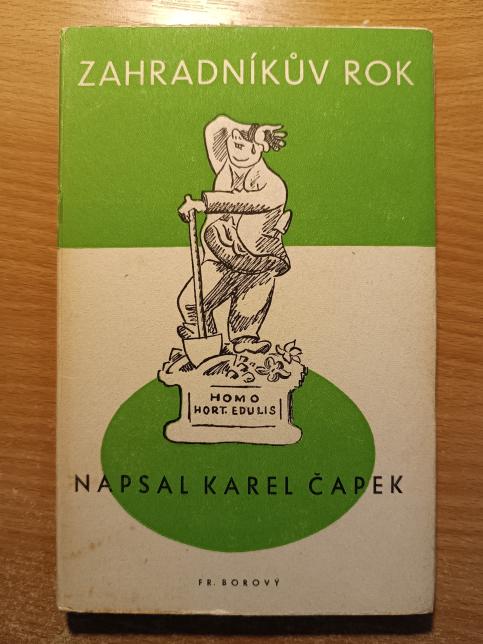 ZAHRADNÍKŮV ROK
HOMO
HORT. EDULIS
NAPSAL KAREL ČAPEK
FR. BOROVÝ